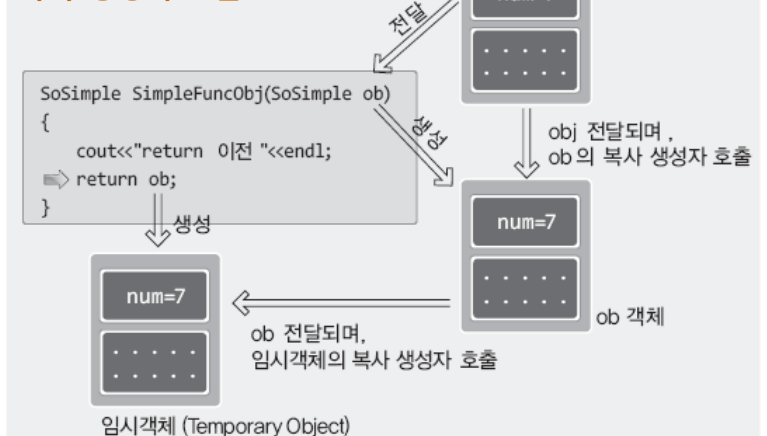 전달
num=7
SoSimple SimpleFuncObj(SoSimple ob)
{
cout<<"return 이전 "<<endl;
return ob;
}
생성
obj 전달되며 ,
ob의 복사 생성자 호출
생성
num=7
ob 객체
num=7
ob 전달되며,
임시객체의 복사 생성자 호출
임시객체 (Temporary Object)